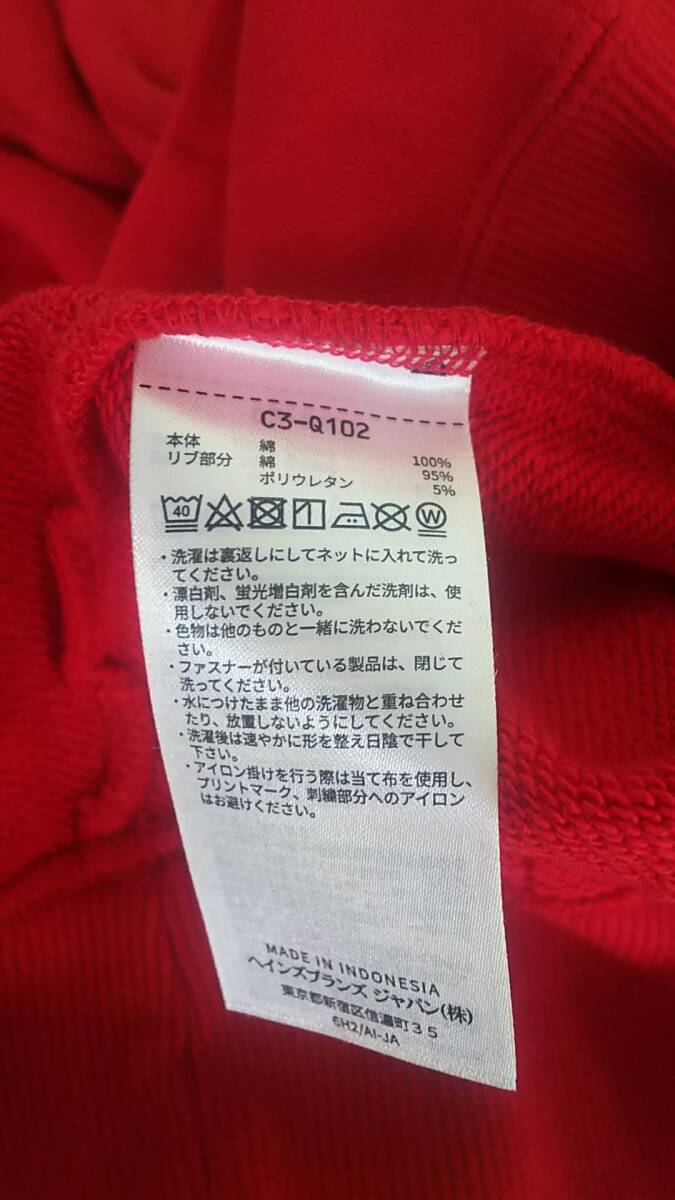 C3-Q102
本体 綿 100%
リブ部分 綿 95%
ポリウレタン 5%
40 W
・洗濯は裏返しにしてネットに入れて洗っ
てください。
・漂白剤、蛍光増白剤を含んだ洗剤は、使
用しないでください。
・色物は他のものと一緒に洗わないでくだ
さい。
・ファスナーが付いている製品は、閉じて
洗ってください。
・水につけたまま他の洗濯物と重ね合わせ
たり、放置しないようにしてください。
・洗濯後は速やかに形を整え日陰で干して
下さい。
・アイロン掛けを行う際は当て布を使用し、
プリントマーク、刺繍部分へのアイロン
はお避けください。
MADE IN INDONESIA
ヘインズブランズ ジャパン(株)
東京都新宿区信濃町35
6H2/AI-JA